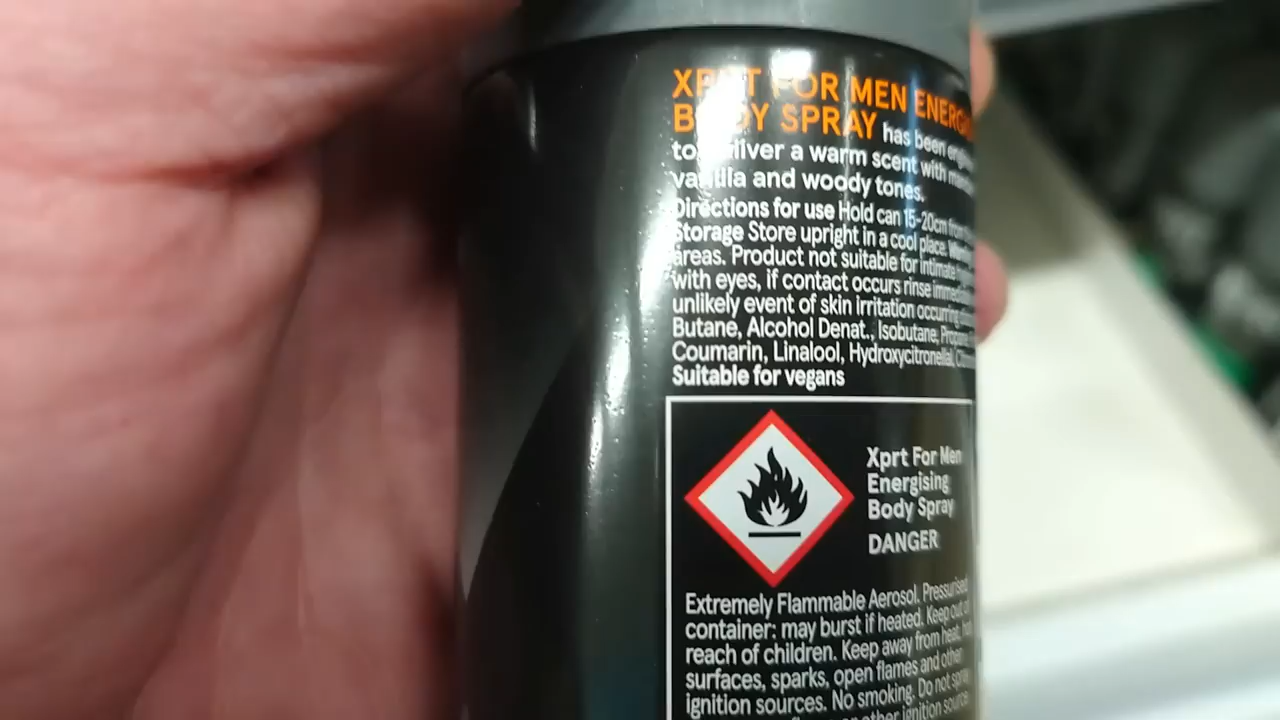 XPRT FOR MEN
BODY SPRAY has been
to deliver a warm scent with
vanilla and woody tones.
Directions for use Hold can 15-20cm from
Storage Store upright in a cool place.
areas. Product not suitable for intimate
with eyes, if contact occurs rinse
unlikely event of skin irritation occurring
Butane, Alcohol Denat., Isobutane,
Coumarin, Linalool, Hydroxycitronellal,
Suitable for vegans
Xprt For Men
Energising
Body Spray
DANGER
Extremely Flammable Aerosol. Pressurised
container: may burst if heated. Keep out of
reach of children. Keep away from heat, hot
surfaces, sparks, open flames and other
ignition sources. No smoking. Do not spray
or other ignition source